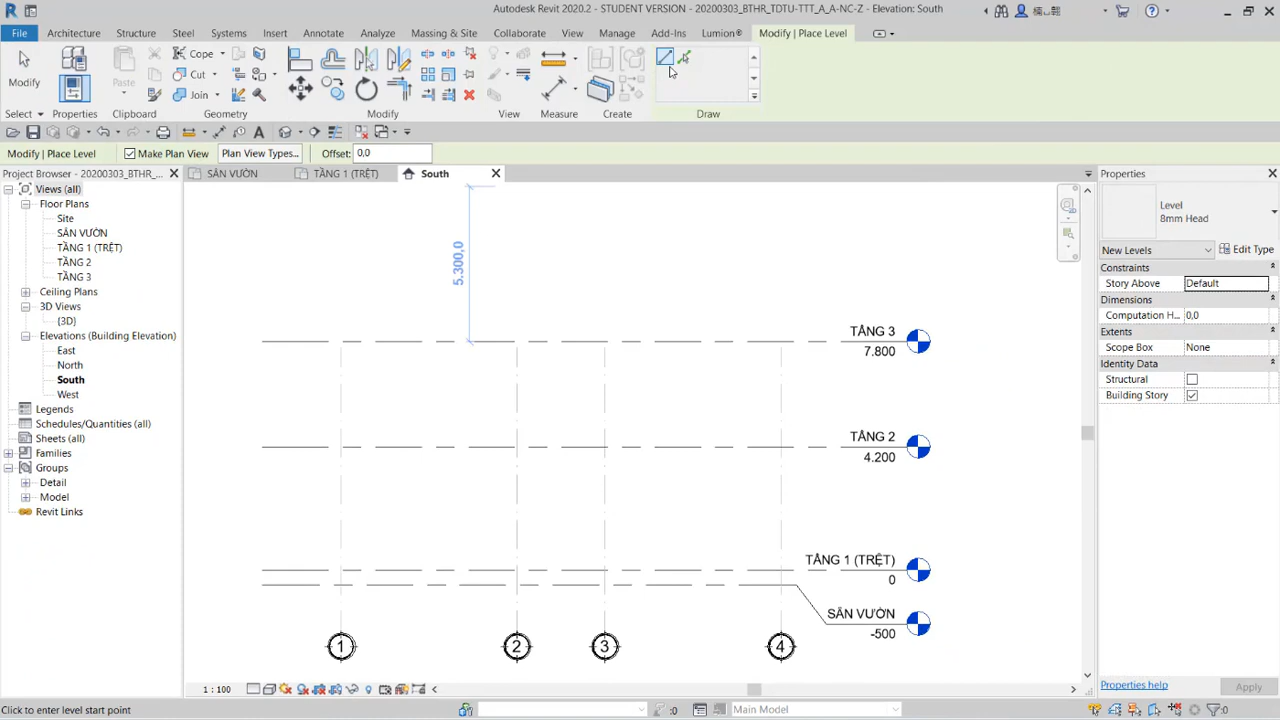 Autodesk Revit 2020.2 - STUDENT VERSION - 20200303_BTHR_TDTU-TTT_A_A-NC-Z - Elevation: South
File Architecture Structure Steel Systems Insert Annotate Analyze Massing & Site Collaborate View Manage Add-Ins Lumion® Modify | Place Level
Modify Paste Cope Cut Join
Select Properties Clipboard Geometry Modify View Measure Create Draw
Modify | Place Level Make Plan View Plan View Types... Offset: 0,0
Project Browser - 20200303_BTHR_... SÂN VƯỜN TẦNG 1 (TRỆT) South Properties
Views (all)
Floor Plans
Site
SÂN VƯỜN
TẦNG 1 (TRỆT)
TẦNG 2
TẦNG 3
Ceiling Plans
3D Views
{3D}
Elevations (Building Elevation)
East
North
South
West
Legends
Schedules/Quantities (all)
Sheets (all)
Families
Groups
Detail
Model
Revit Links
5.300,0
TẦNG 3
7.800
TẦNG 2
4.200
TẦNG 1 (TRỆT)
0
SÂN VƯỜN
-500
1 2 3 4
Level
8mm Head
New Levels Edit Type
Constraints
Story Above Default
Dimensions
Computation H... 0,0
Extents
Scope Box None
Identity Data
Structural
Building Story
Properties help Apply
1 : 100
Click to enter level start point :0 Main Model :0